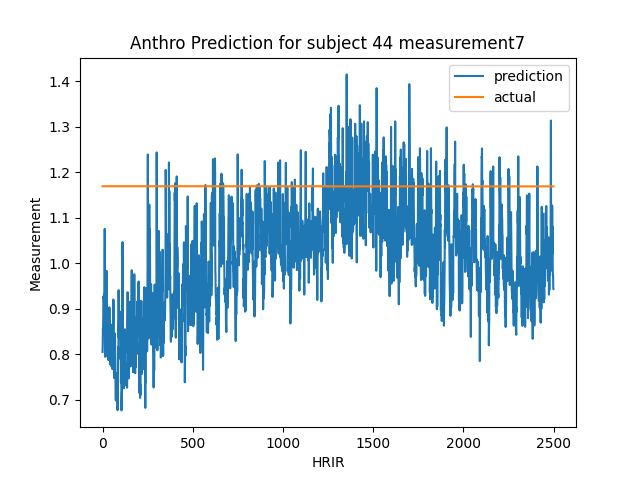 Anthro Prediction for subject 44 measurement7
prediction
actual
1.4
1.3
1.2
1.1
1.0
0.9
0.8
0.7
Measurement
0
500
1000
1500
2000
2500
HRIR